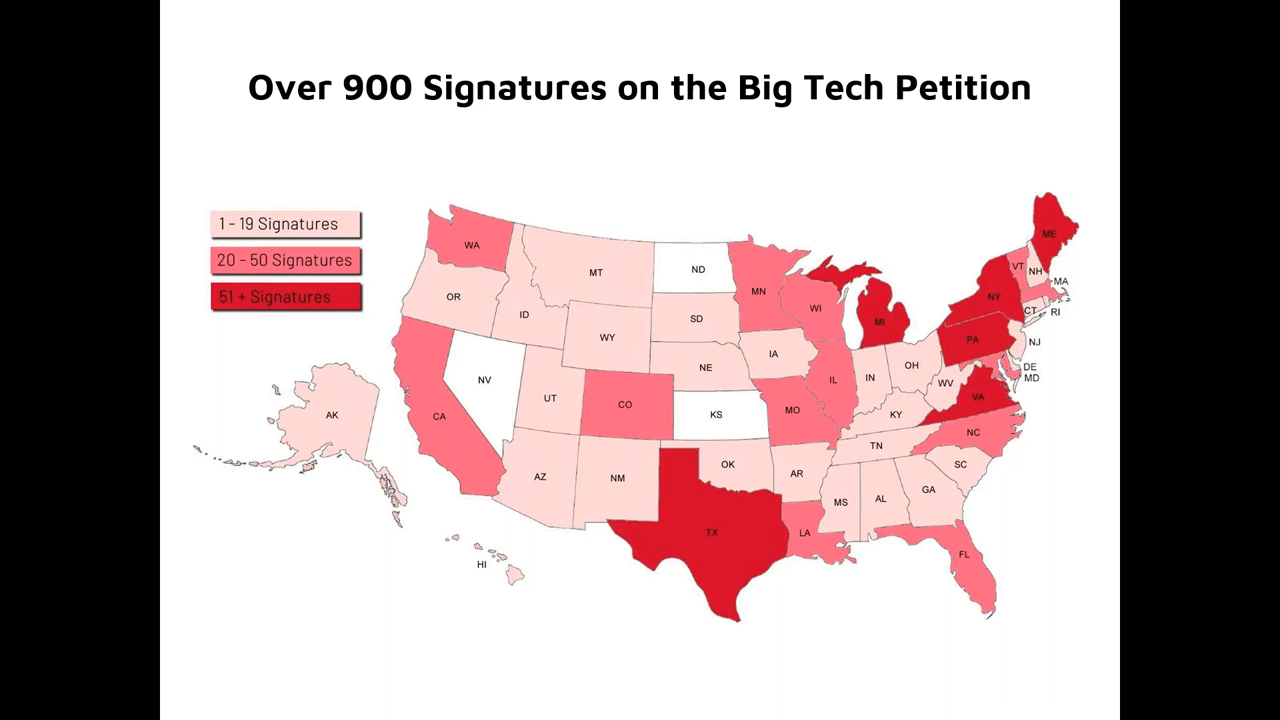 Over 900 Signatures on the Big Tech Petition
1 - 19 Signatures
20 - 50 Signatures
51 + Signatures
WA
MT
ND
MN
OR
ID
WY
SD
WI
MI
ME
VT
NH
MA
NY
CT
RI
PA
NJ
NV
UT
CO
NE
IA
IL
IN
OH
DE
MD
WV
VA
CA
KS
MO
KY
NC
AK
AZ
NM
OK
AR
TN
SC
MS
AL
GA
TX
LA
FL
HI